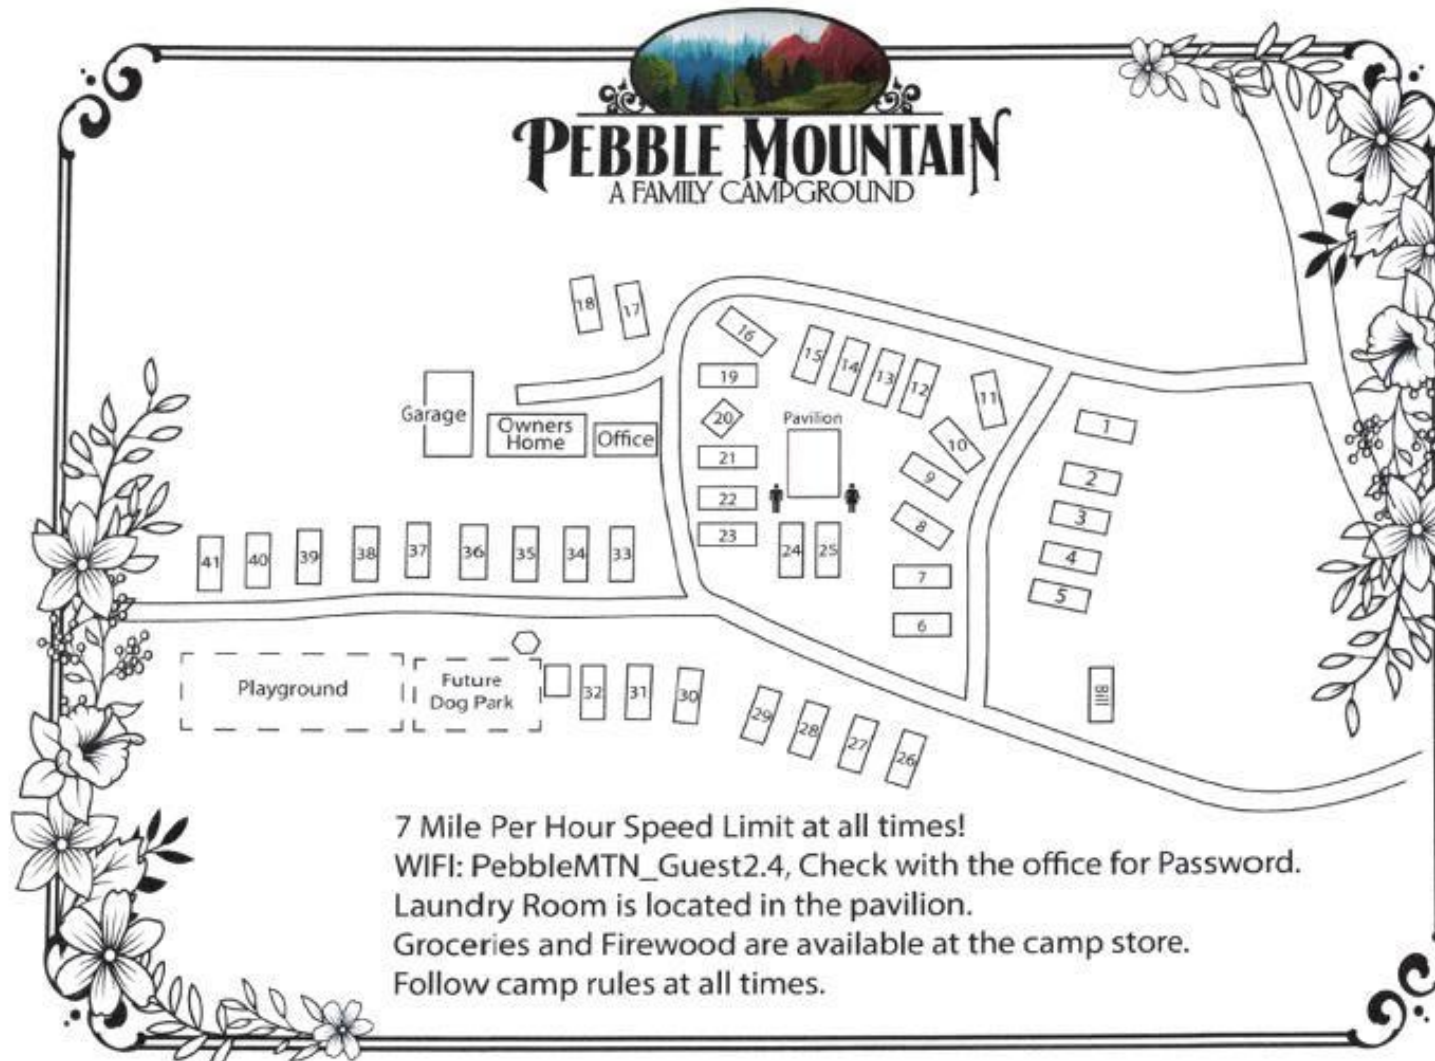 PEBBLE MOUNTAIN
A FAMILY CAMPGROUND
18
17
16
15
14
13
12
11
19
20
21
22
23
Pavilion
10
9
8
7
6
1
2
3
4
5
Garage
Owners
Home
Office
24
25
41
40
39
38
37
36
35
34
33
Playground
Future
Dog Park
32
31
30
29
28
27
26
Bill
7 Mile Per Hour Speed Limit at all times!
WIFI: PebbleMTN_Guest2.4, Check with the office for Password.
Laundry Room is located in the pavilion.
Groceries and Firewood are available at the camp store.
Follow camp rules at all times.